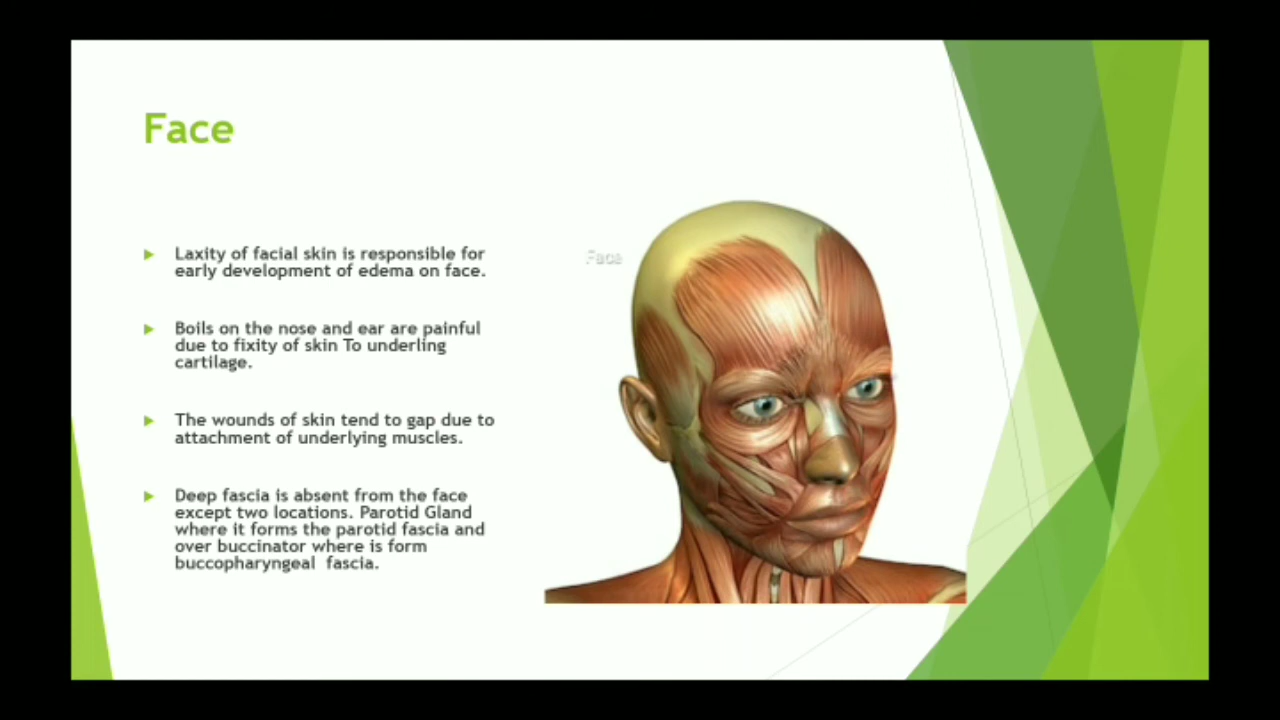 Face
Laxity of facial skin is responsible for
early development of edema on face.
Boils on the nose and ear are painful
due to fixity of skin To underling
cartilage.
The wounds of skin tend to gap due to
attachment of underlying muscles.
Deep fascia is absent from the face
except two locations. Parotid Gland
where it forms the parotid fascia and
over buccinator where is form
buccopharyngeal fascia.
Face